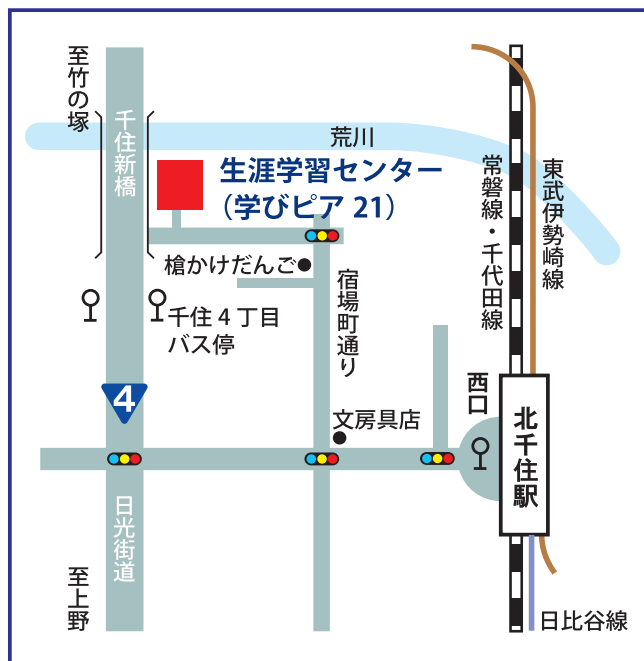 至竹の塚
千住新橋
荒川
生涯学習センター
（学びピア 21）
常磐線・千代田線
東武伊勢崎線
槍かけだんご
宿場町通り
千住 4 丁目
バス停
4
西口
文房具店
北千住駅
日光街道
至上野
日比谷線